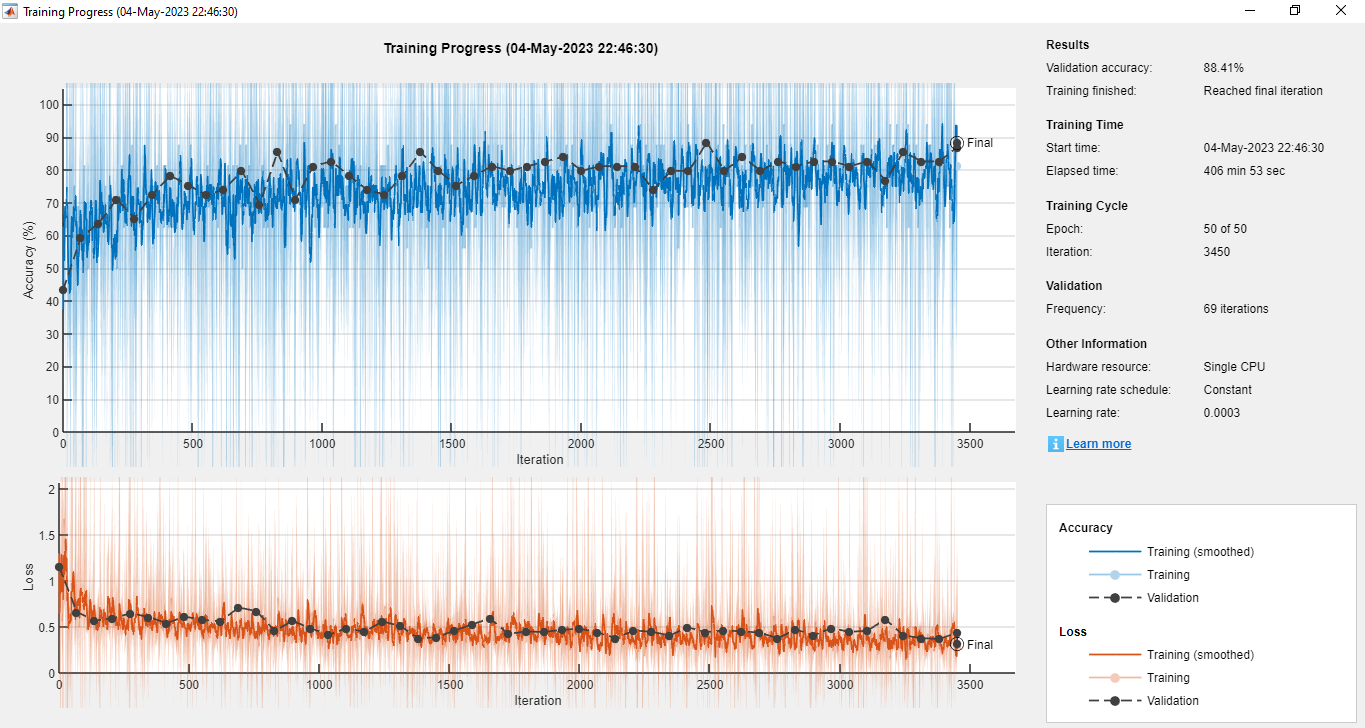 Training Progress (04-May-2023 22:46:30)
Training Progress (04-May-2023 22:46:30)
Accuracy (%)
100
90
80
70
60
50
40
30
20
10
0
0 500 1000 1500 2000 2500 3000 3500
Iteration
Final
Loss
2
1.5
1
0.5
0
0 500 1000 1500 2000 2500 3000 3500
Iteration
Final
Results
Validation accuracy: 88.41%
Training finished: Reached final iteration
Training Time
Start time: 04-May-2023 22:46:30
Elapsed time: 406 min 53 sec
Training Cycle
Epoch: 50 of 50
Iteration: 3450
Validation
Frequency: 69 iterations
Other Information
Hardware resource: Single CPU
Learning rate schedule: Constant
Learning rate: 0.0003
i Learn more
Accuracy
Training (smoothed)
Training
Validation
Loss
Training (smoothed)
Training
Validation